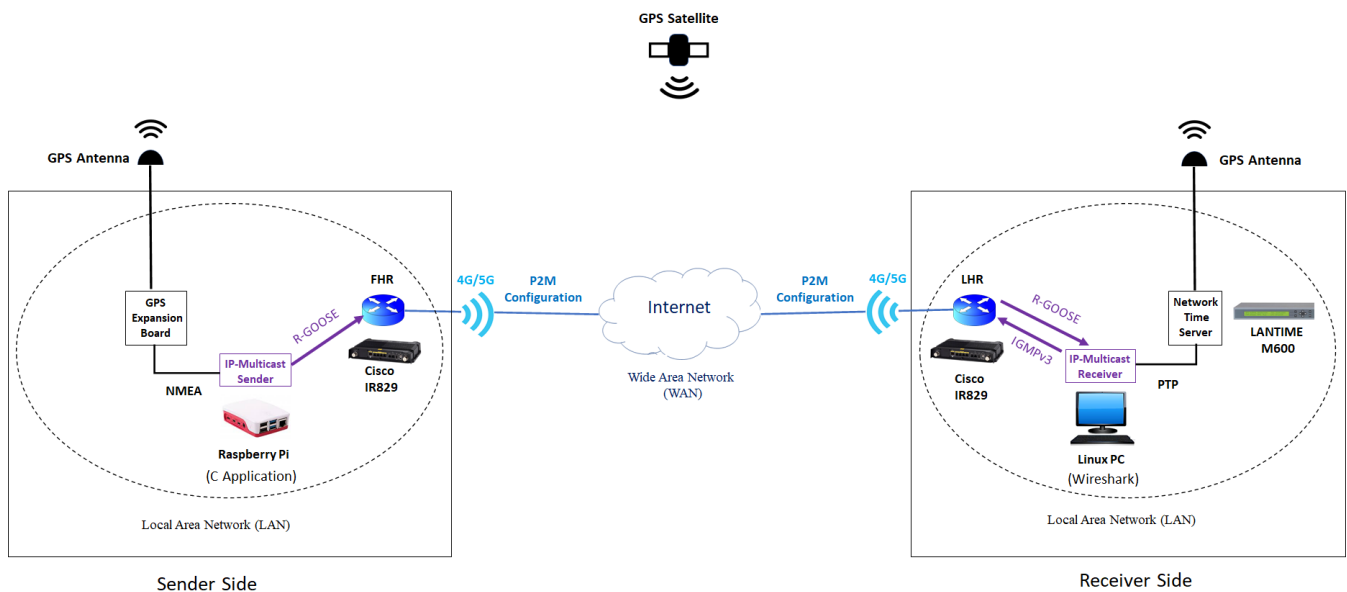 GPS Satellite
GPS Antenna
GPS Antenna
FHR
4G/5G
P2M
Configuration
Internet
P2M
Configuration
4G/5G
LHR
GPS
Expansion
Board
R-GOOSE
R-GOOSE
IGMPv3
Network
Time
Server
LANTIME
M600
IP-Multicast
Sender
NMEA
Cisco
IR829
Wide Area Network
(WAN)
Cisco
IR829
IP-Multicast
Receiver
PTP
Raspberry Pi
(C Application)
Linux PC
(Wireshark)
Local Area Network (LAN)
Local Area Network (LAN)
Sender Side
Receiver Side